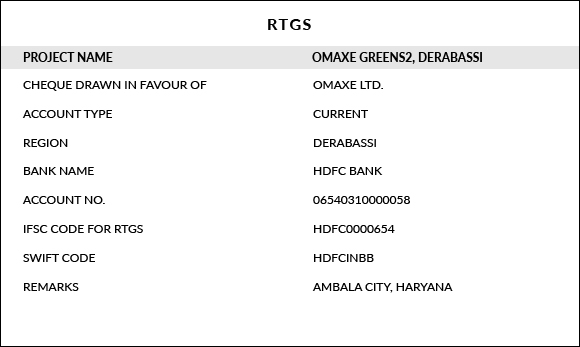 RTGS
PROJECT NAME OMAXE GREENS2, DERABASSI
CHEQUE DRAWN IN FAVOUR OF OMAXE LTD.
ACCOUNT TYPE CURRENT
REGION DERABASSI
BANK NAME HDFC BANK
ACCOUNT NO. 06540310000058
IFSC CODE FOR RTGS HDFC0000654
SWIFT CODE HDFCINBB
REMARKS AMBALA CITY, HARYANA